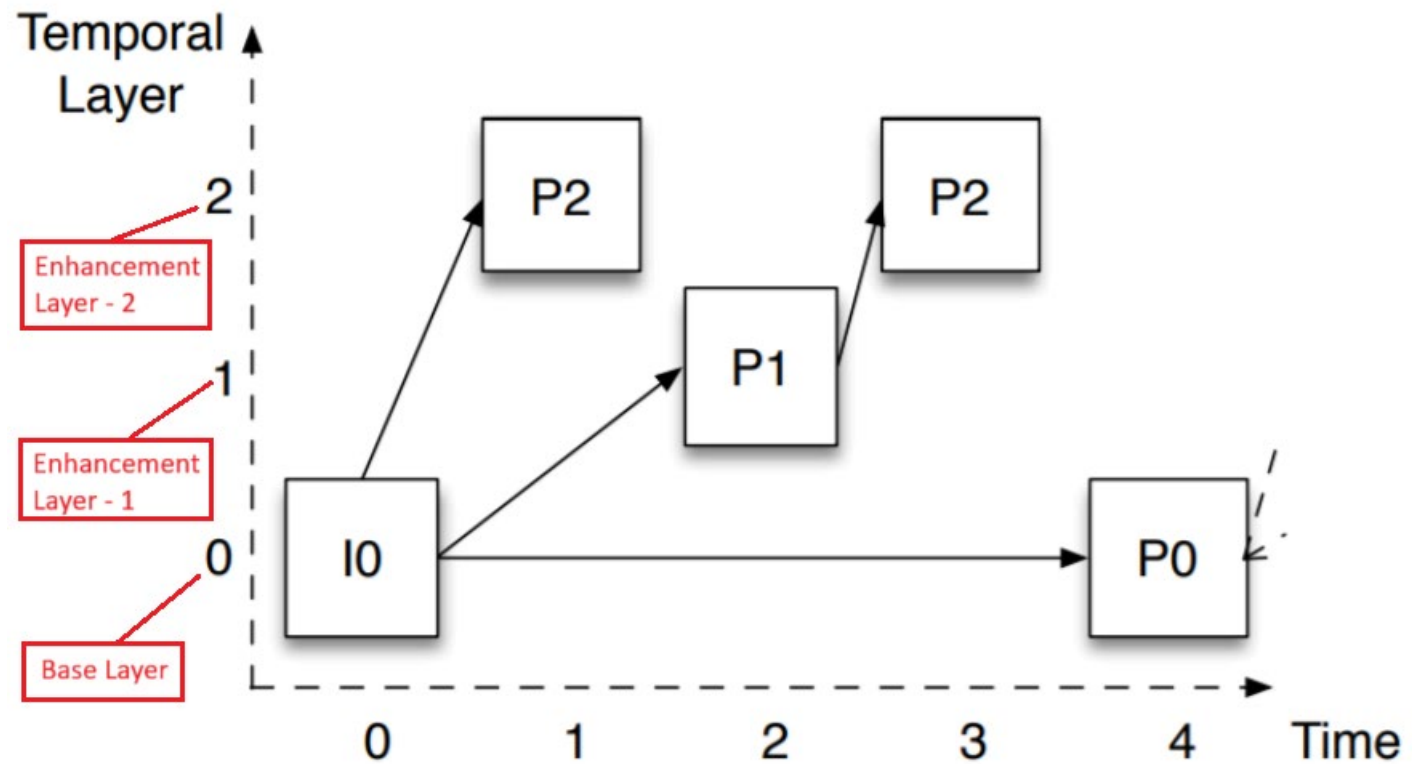 Temporal
Layer
P2
P2
2
Enhancement
Layer - 2
P1
1
Enhancement
Layer - 1
I0
P0
0
Base Layer
0
1
2
3
4
Time